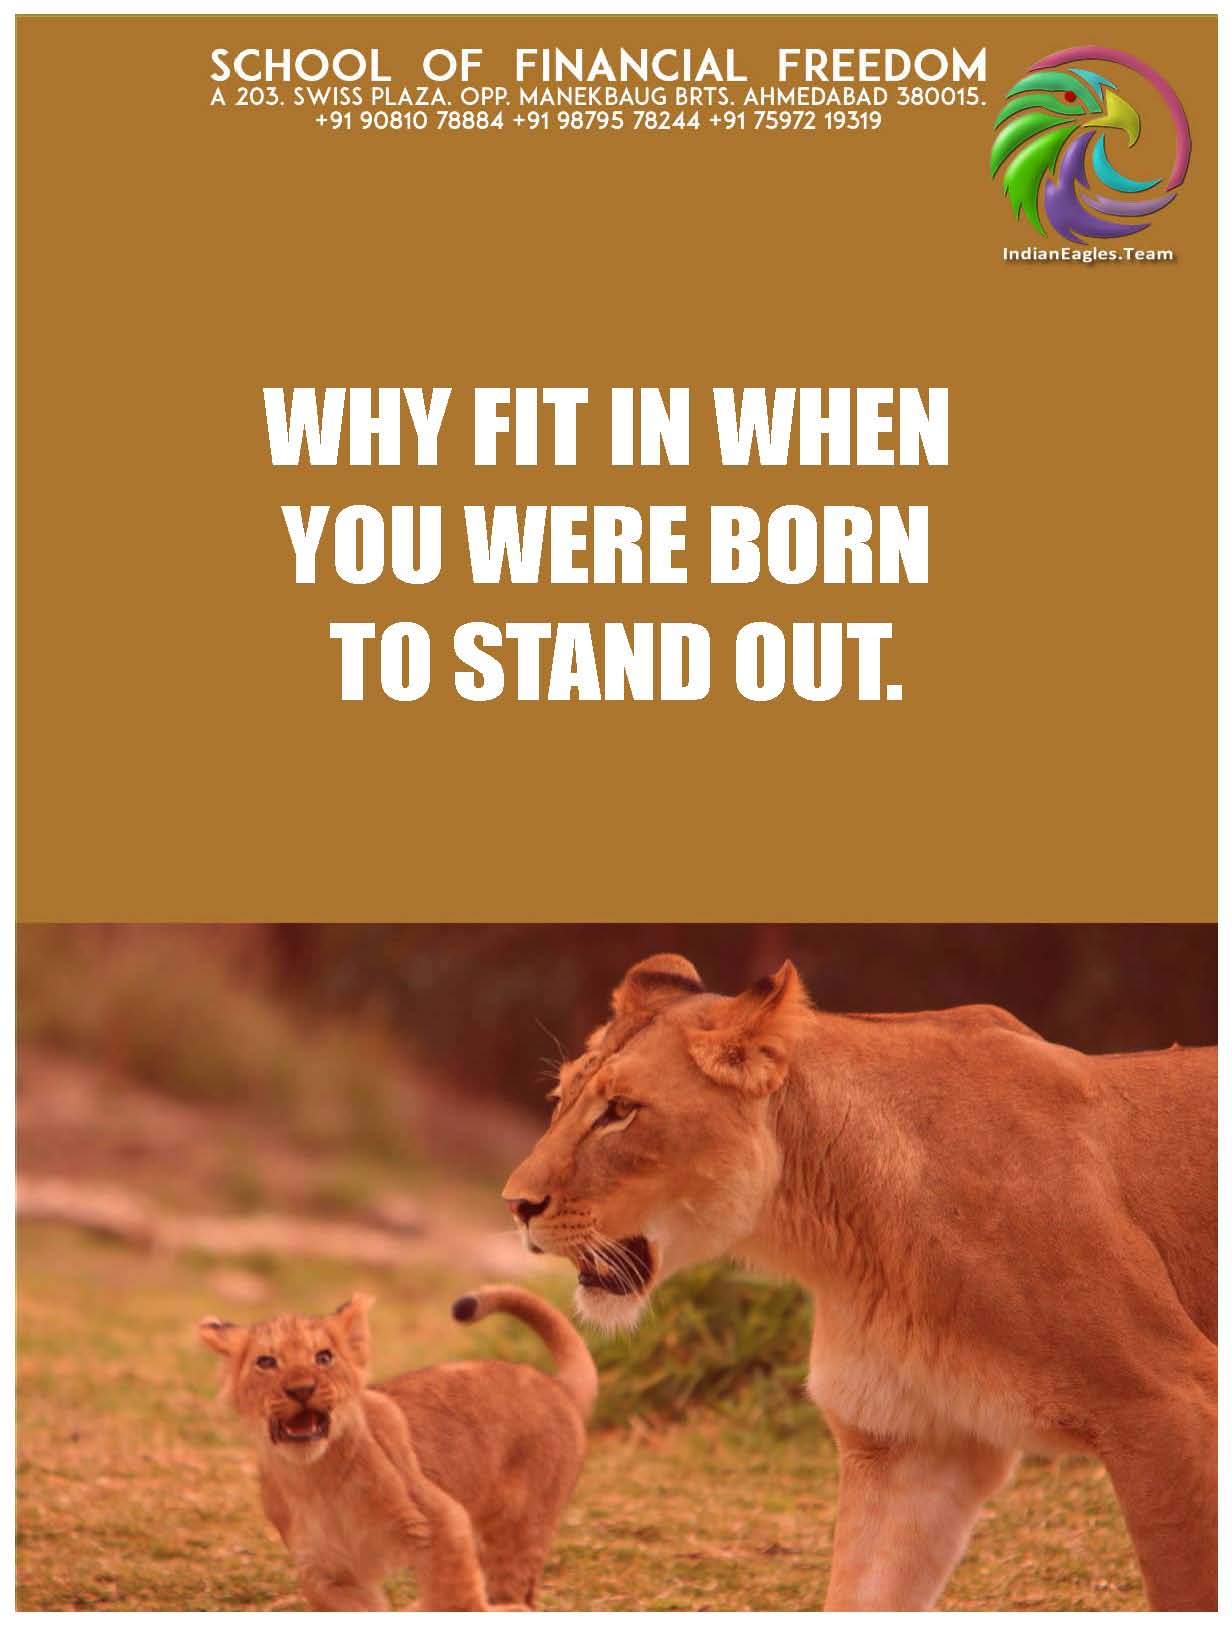 SCHOOL OF FINANCIAL FREEDOM
A 203. SWISS PLAZA. OPP. MANEKBAUG BRTS. AHMEDABAD 380015.
+91 90810 78884 +91 98795 78244 +91 75972 19319
IndianEagles.Team
WHY FIT IN WHEN
YOU WERE BORN
TO STAND OUT.